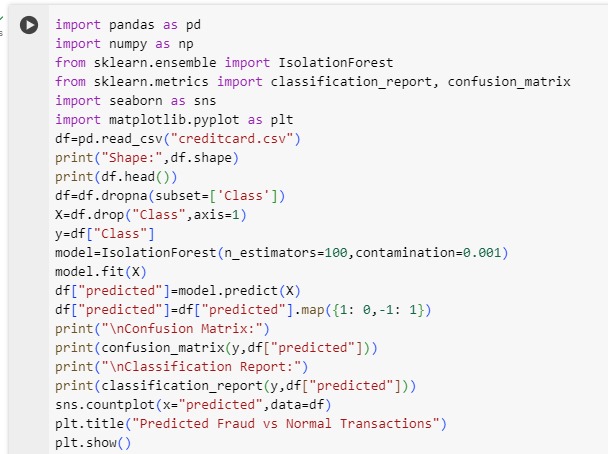 import pandas as pd
import numpy as np
from sklearn.ensemble import IsolationForest
from sklearn.metrics import classification_report, confusion_matrix
import seaborn as sns
import matplotlib.pyplot as plt
df=pd.read_csv("creditcard.csv")
print("Shape:",df.shape)
print(df.head())
df=df.dropna(subset=['Class'])
X=df.drop("Class",axis=1)
y=df["Class"]
model=IsolationForest(n_estimators=100,contamination=0.001)
model.fit(X)
df["predicted"]=model.predict(X)
df["predicted"]=df["predicted"].map({1: 0,-1: 1})
print("\nConfusion Matrix:")
print(confusion_matrix(y,df["predicted"]))
print("\nClassification Report:")
print(classification_report(y,df["predicted"]))
sns.countplot(x="predicted",data=df)
plt.title("Predicted Fraud vs Normal Transactions")
plt.show()